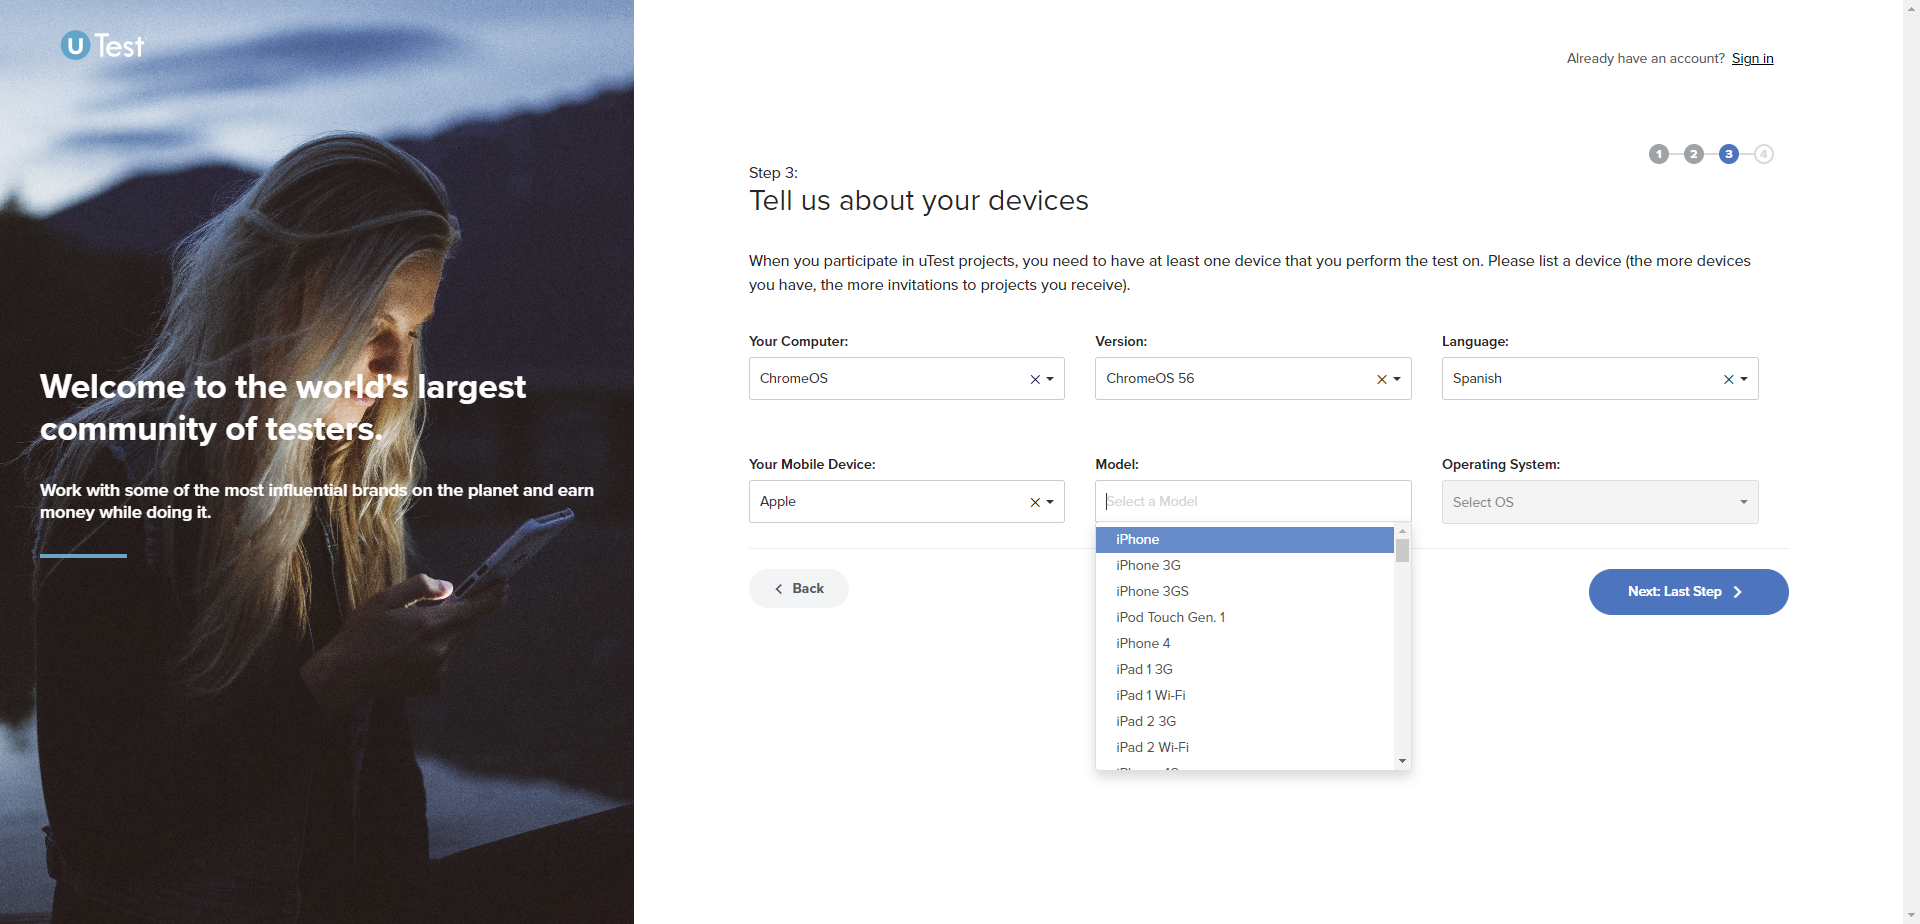 U Test
Already have an account? Sign in
1 2 3 4
Step 3:
Tell us about your devices
When you participate in uTest projects, you need to have at least one device that you perform the test on. Please list a device (the more devices
you have, the more invitations to projects you receive).
Your Computer: Version: Language:
ChromeOS ChromeOS 56 Spanish
Welcome to the world's largest
community of testers.
Work with some of the most influential brands on the planet and earn
money while doing it.
Your Mobile Device: Model: Operating System:
Apple Select a Model Select OS
iPhone
iPhone 3G
iPhone 3GS
iPod Touch Gen. 1
iPhone 4
iPad 1 3G
iPad 1 Wi-Fi
iPad 2 3G
iPad 2 Wi-Fi
Back
Next: Last Step